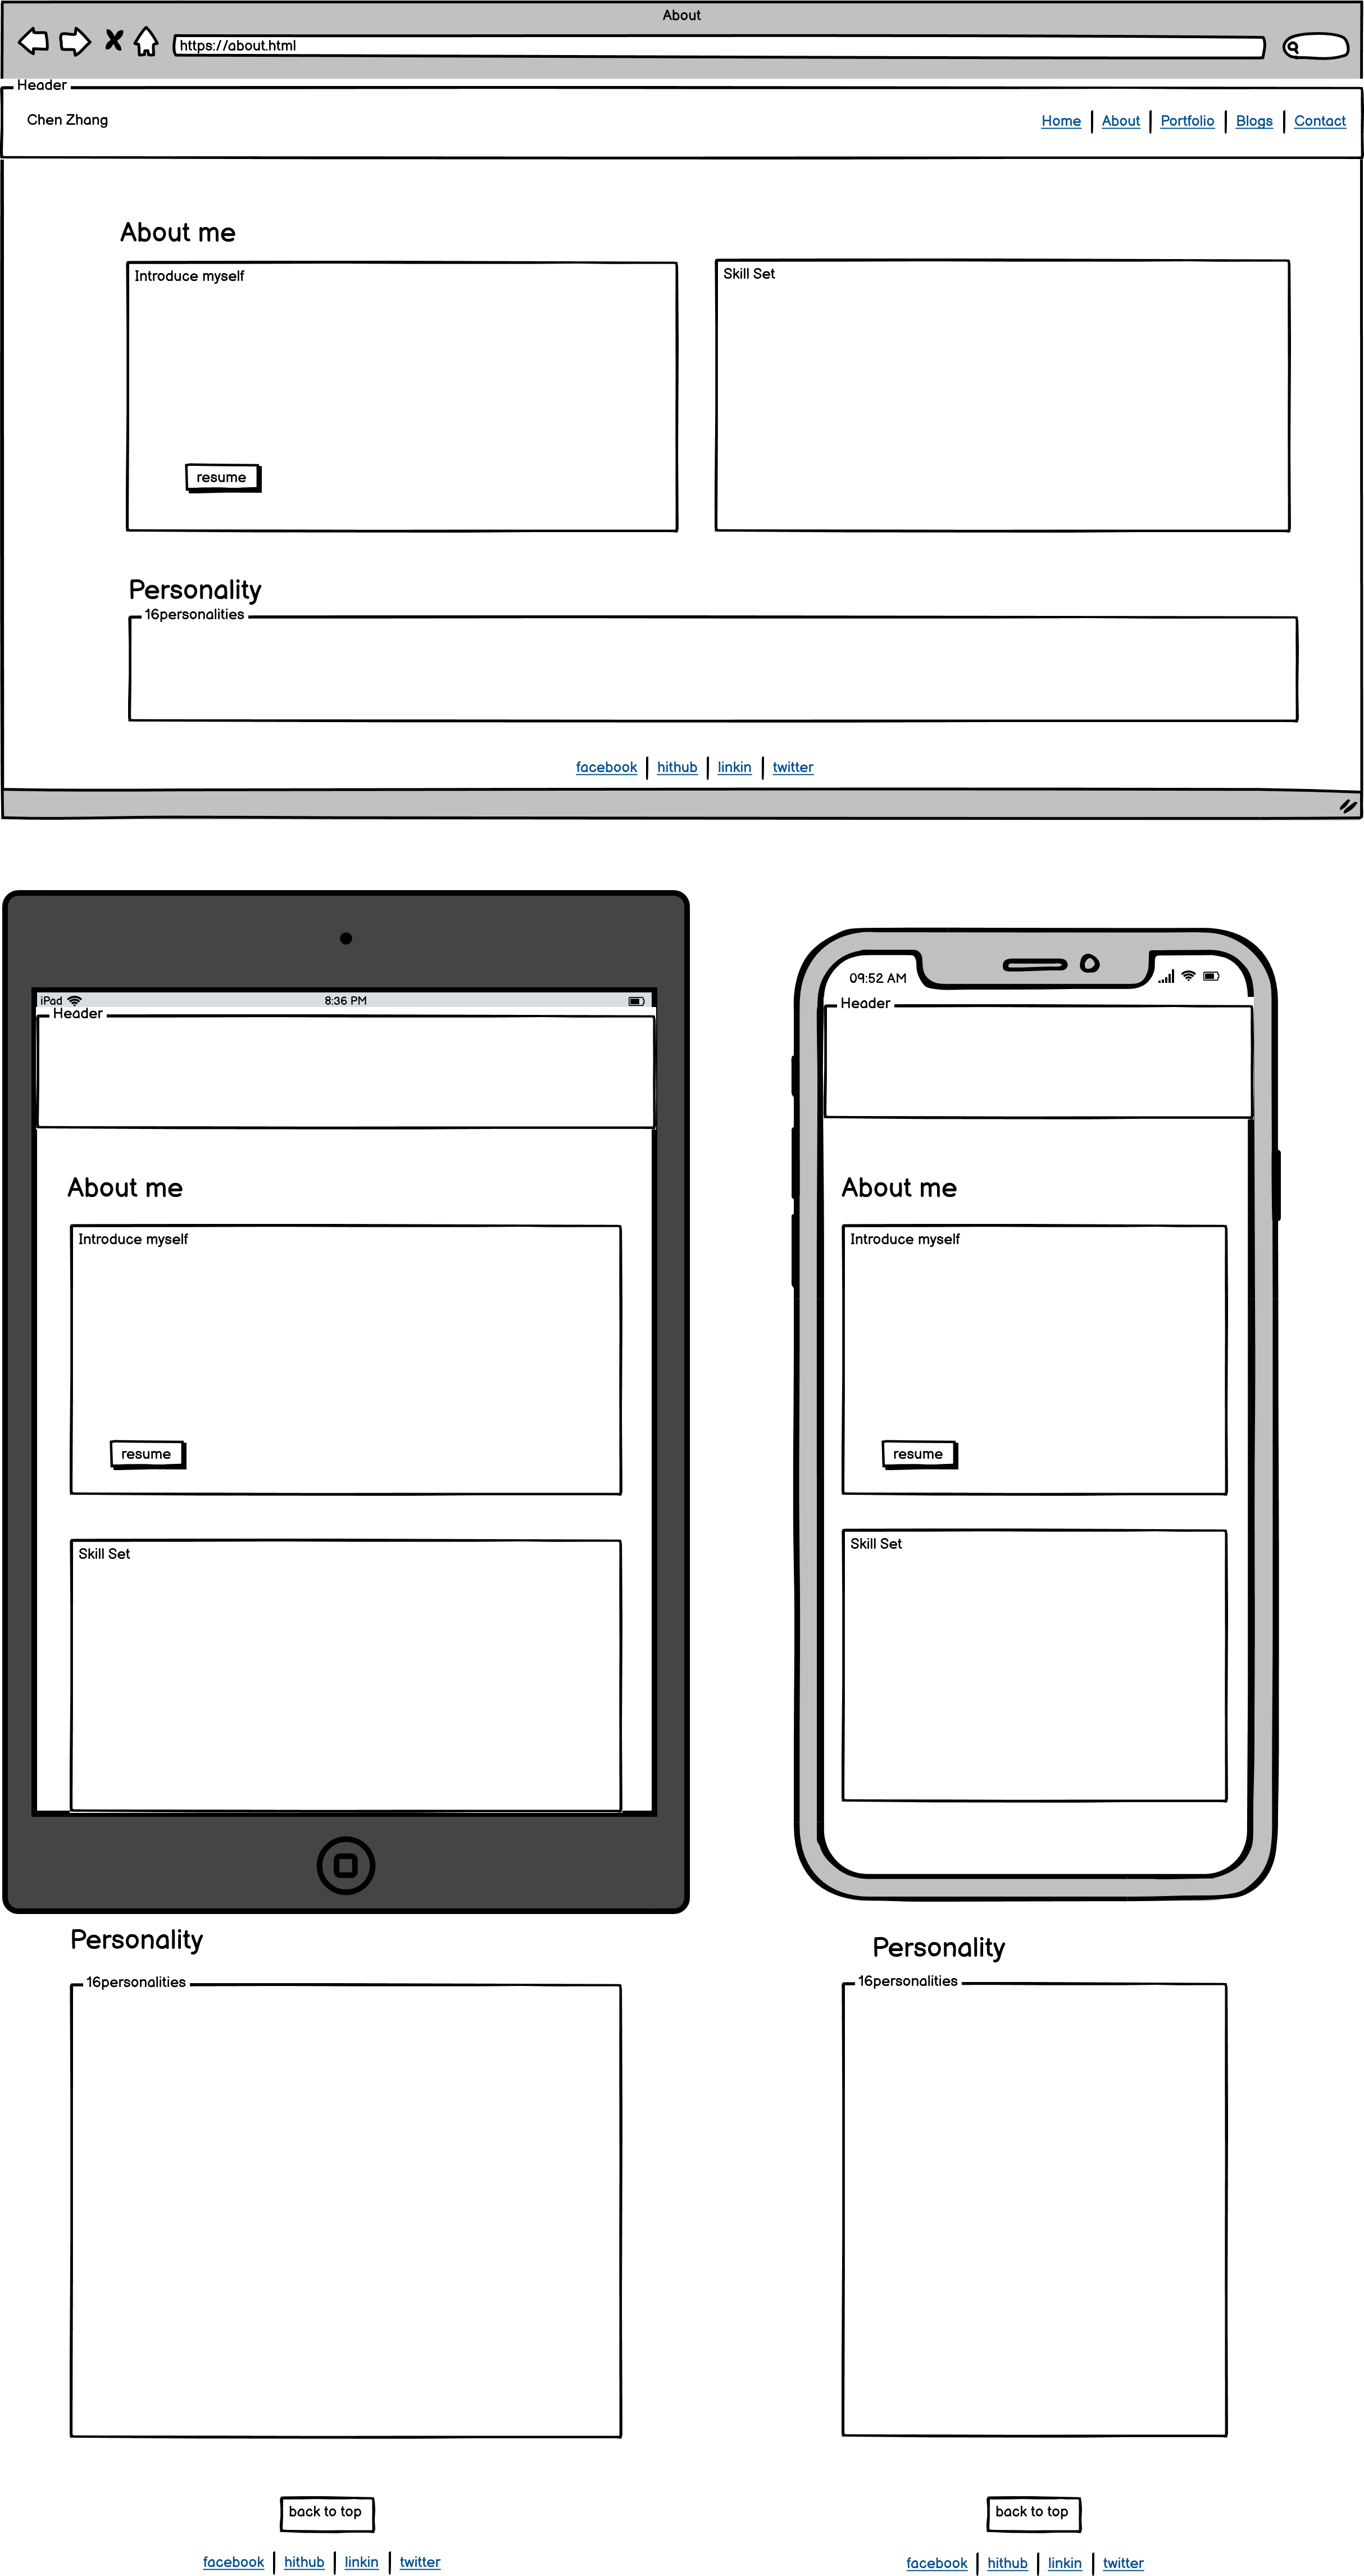 About
https://about.html
Header
Chen Zhang
Home About Portfolio Blogs Contact
About me
Introduce myself
Skill Set
resume
Personality
16personalities
facebook hithub linkin twitter
iPad 8:36 PM
Header
About me
Introduce myself
resume
Skill Set
Personality
16personalities
back to top
facebook hithub linkin twitter
09:52 AM
Header
About me
Introduce myself
resume
Skill Set
Personality
16personalities
back to top
facebook hithub linkin twitter